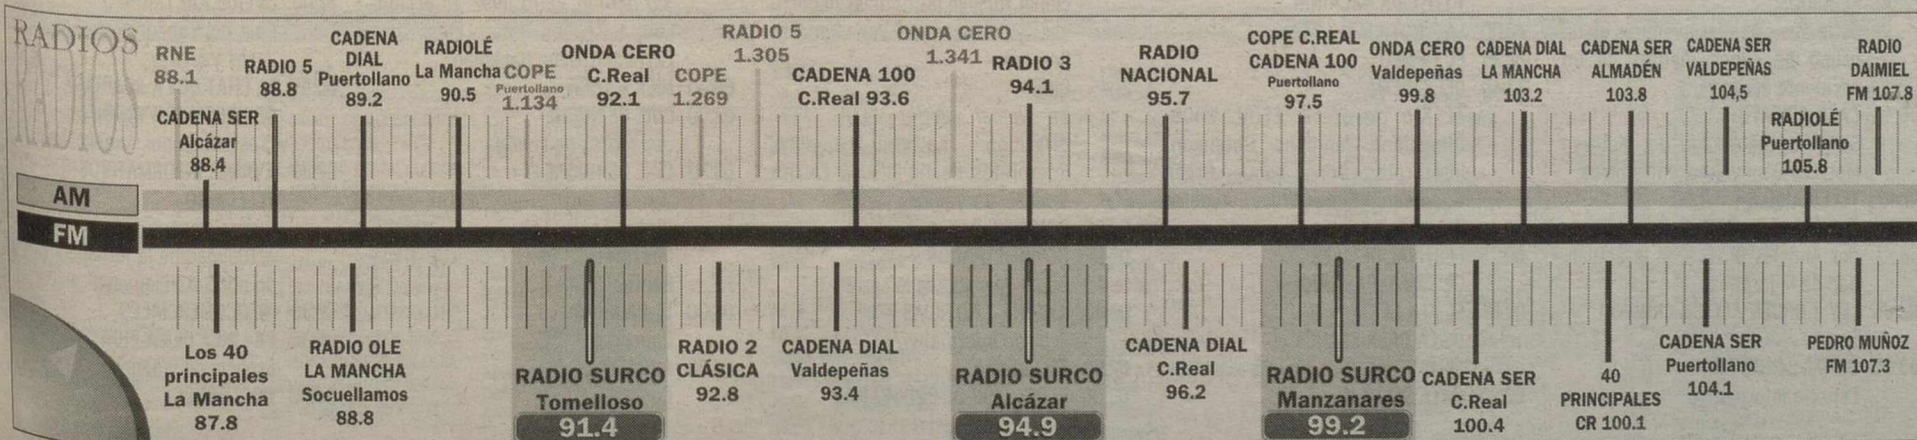 RADIOS
RADIOS
RNE
88.1
CADENA SER
Alcázar
88.4
RADIO 5
88.8
CADENA
DIAL
Puertollano
89.2
RADIOLÉ
La Mancha
90.5
COPE
Puertollano
1.134
ONDA CERO
C.Real
92.1
COPE
1.269
RADIO 5
1.305
CADENA 100
C.Real 93.6
ONDA CERO
1.341
RADIO 3
94.1
RADIO
NACIONAL
95.7
COPE C.REAL
CADENA 100
Puertollano
97.5
ONDA CERO
Valdepeñas
99.8
CADENA DIAL
LA MANCHA
103.2
CADENA SER
ALMADÉN
103.8
CADENA SER
VALDEPEÑAS
104,5
RADIOLÉ
Puertollano
105.8
RADIO
DAIMIEL
FM 107.8
AM
FM
Los 40
principales
La Mancha
87.8
RADIO OLE
LA MANCHA
Socuellamos
88.8
RADIO SURCO
Tomelloso
91.4
RADIO 2
CLÁSICA
92.8
CADENA DIAL
Valdepeñas
93.4
RADIO SURCO
Alcázar
94.9
CADENA DIAL
C.Real
96.2
RADIO SURCO
Manzanares
99.2
CADENA SER
C.Real
100.4
40
PRINCIPALES
CR 100.1
CADENA SER
Puertollano
104.1
PEDRO MUÑOZ
FM 107.3